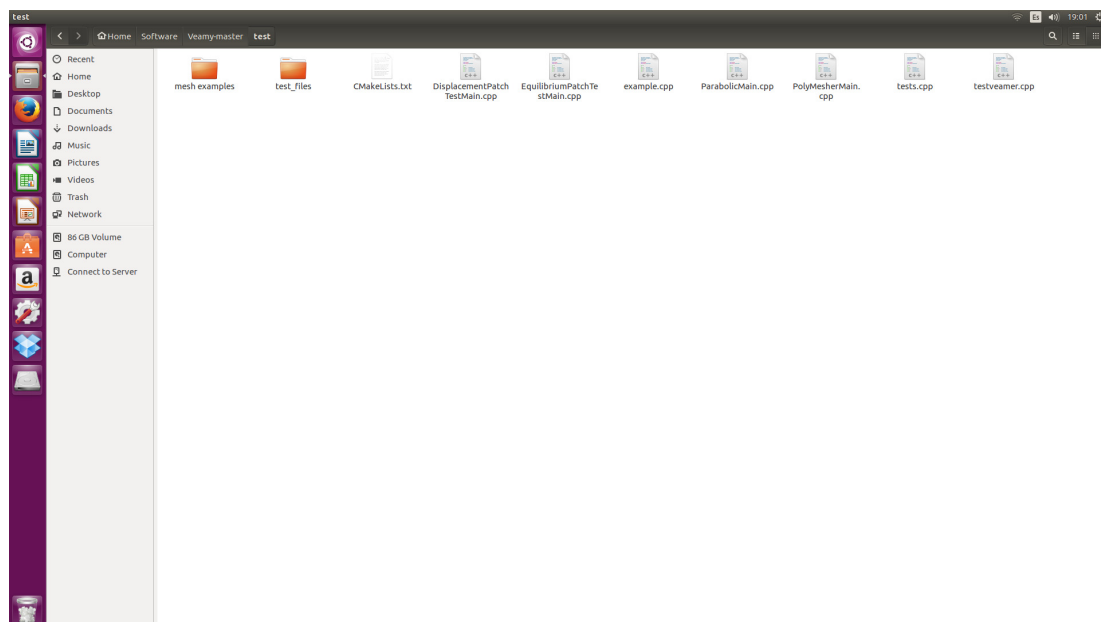 test
Es 19:01
Home Software Veamy-master test
Recent
Home
Desktop
Documents
Downloads
Music
Pictures
Videos
Trash
Network
86 GB Volume
Computer
Connect to Server
mesh examples
test_files
CMakeLists.txt
DisplacementPatch
TestMain.cpp
EquilibriumPatchTe
stMain.cpp
example.cpp
ParabolicMain.cpp
PolyMesherMain.
cpp
tests.cpp
testveamer.cpp
C++
C++
C++
C++
C++
C++
C++
A
a